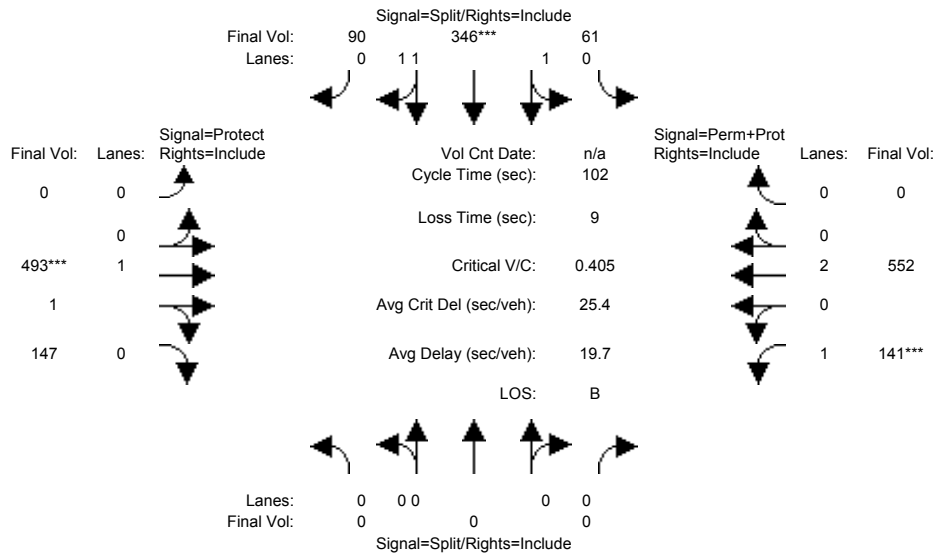 Signal=Split/Rights=Include
Final Vol: 90 346*** 61
Lanes: 0 1 1 1 0
Signal=Protect
Final Vol: Lanes: Rights=Include
Vol Cnt Date: n/a
Signal=Perm+Prot
Rights=Include Lanes: Final Vol:
Cycle Time (sec): 102
0 0
0 0
Loss Time (sec): 9
0
0
493*** 1
Critical V/C: 0.405
2 552
1
Avg Crit Del (sec/veh): 25.4
0
147 0
Avg Delay (sec/veh): 19.7
1 141***
LOS: B
Lanes: 0 0 0 0 0
Final Vol: 0 0 0
Signal=Split/Rights=Include